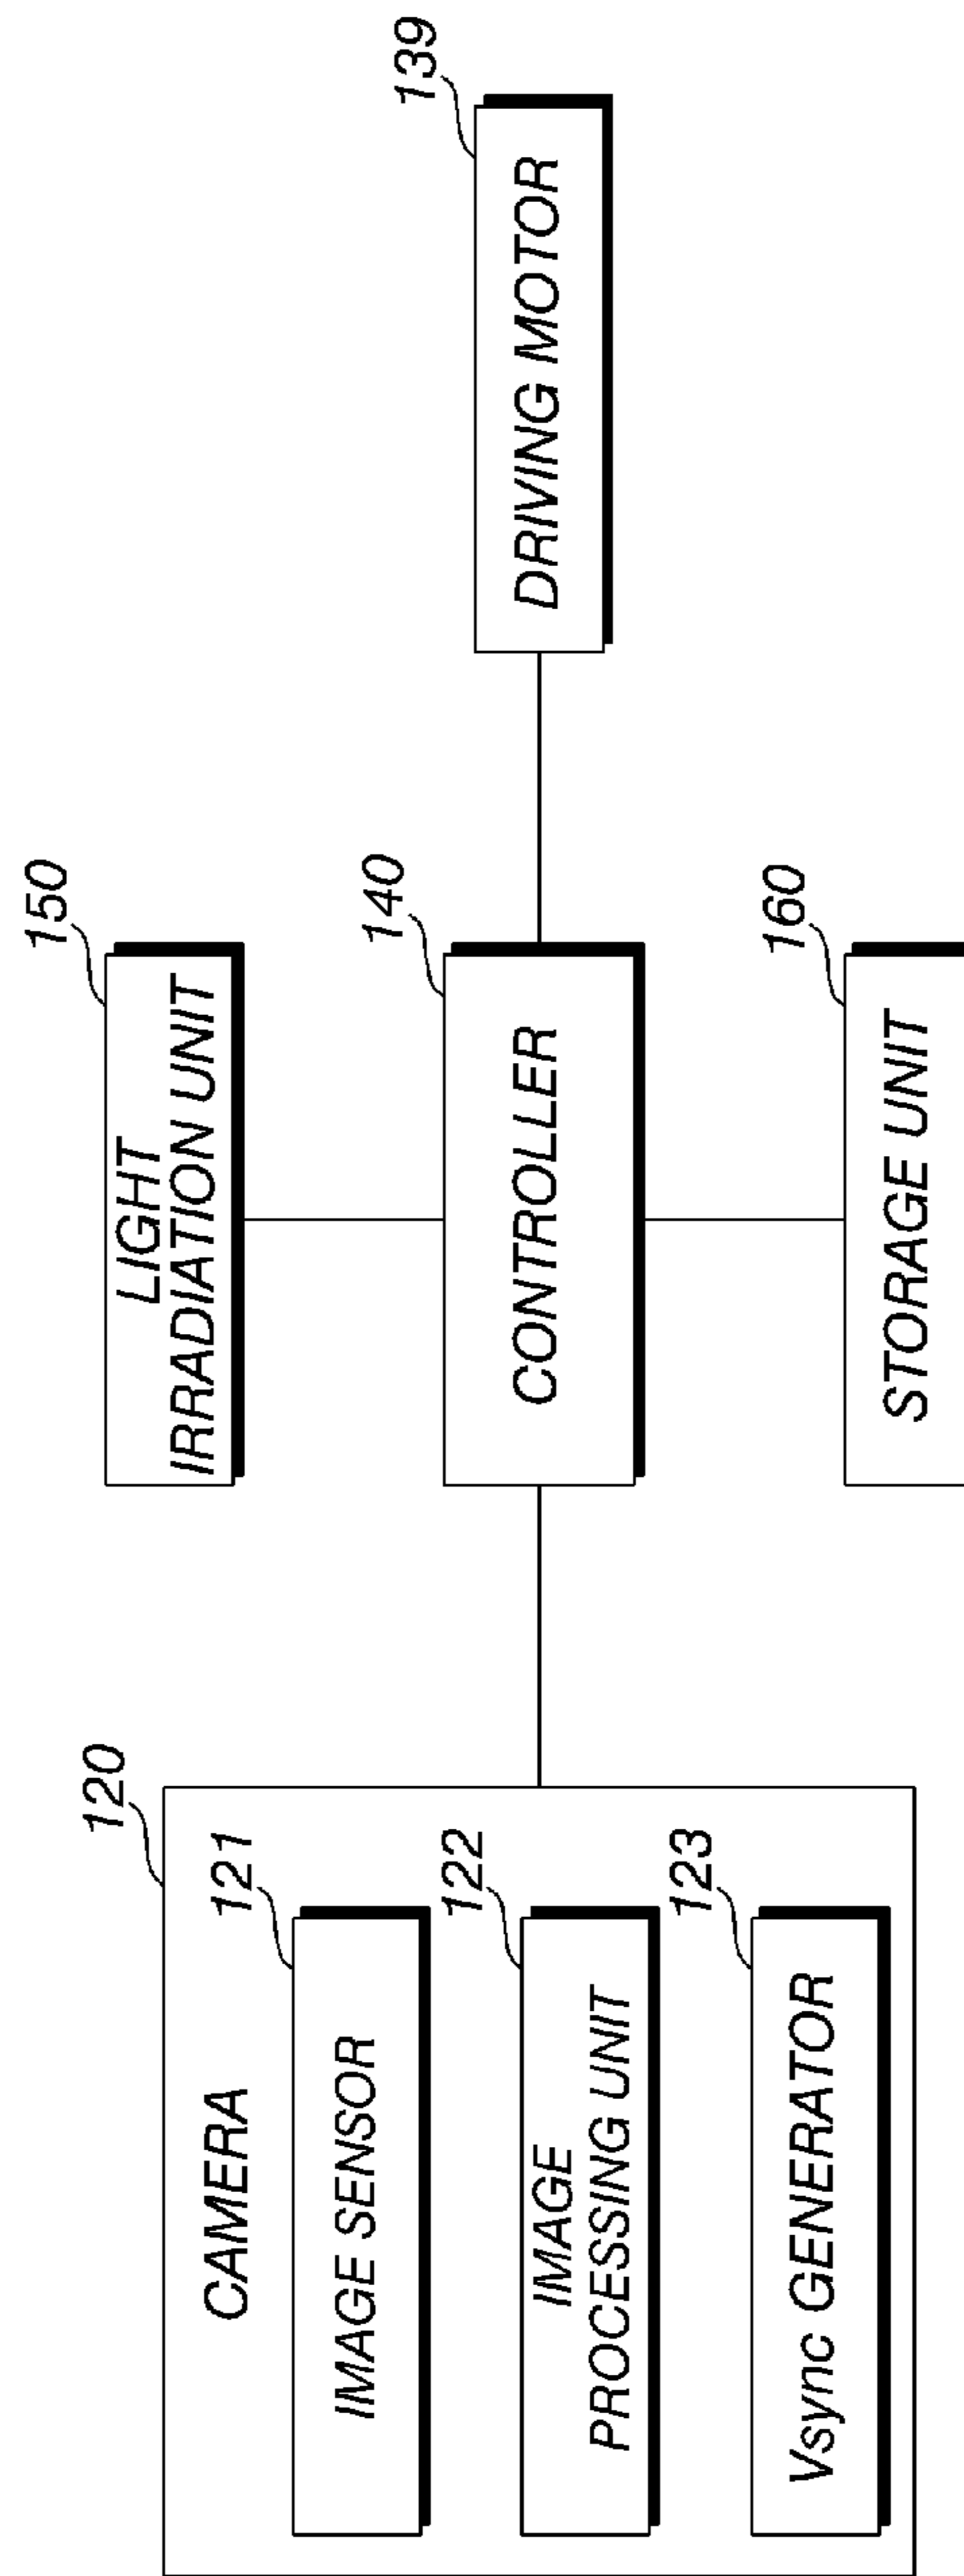 120
CAMERA
121
IMAGE SENSOR
122
IMAGE
PROCESSING UNIT
123
Vsync GENERATOR
150
LIGHT
IRRADIATION UNIT
140
CONTROLLER
160
STORAGE UNIT
139
DRIVING MOTOR